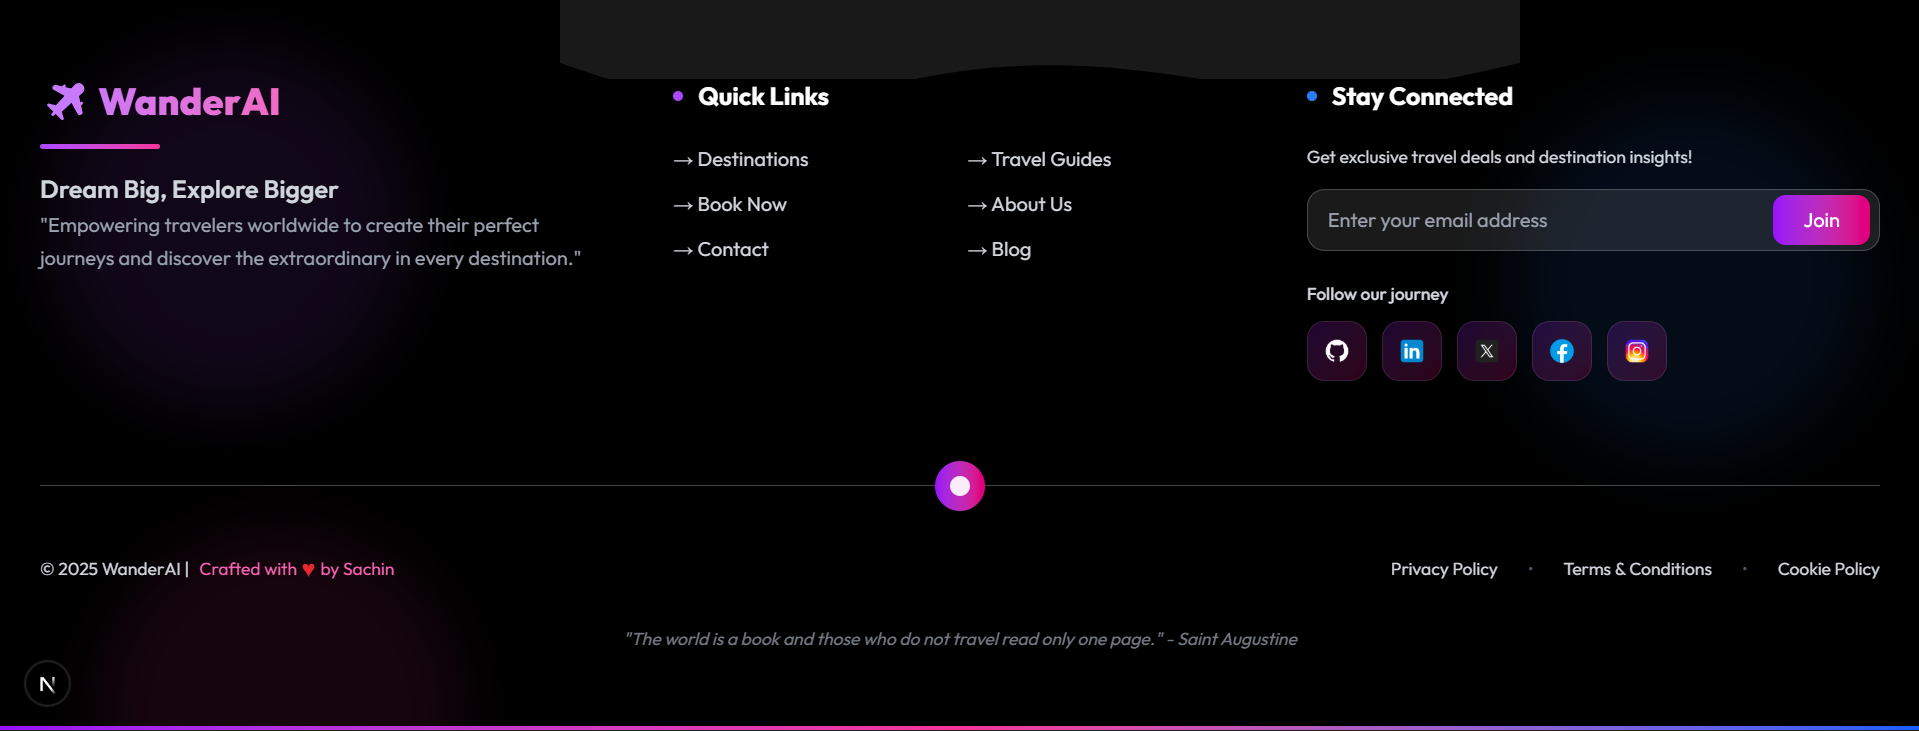 WanderAI
Dream Big, Explore Bigger
"Empowering travelers worldwide to create their perfect
journeys and discover the extraordinary in every destination."
Quick Links
→ Destinations
→ Travel Guides
→ Book Now
→ About Us
→ Contact
→ Blog
Stay Connected
Get exclusive travel deals and destination insights!
Enter your email address
Join
Follow our journey
in
X
f
© 2025 WanderAI | Crafted with ♥ by Sachin
Privacy Policy • Terms & Conditions • Cookie Policy
"The world is a book and those who do not travel read only one page." - Saint Augustine
N